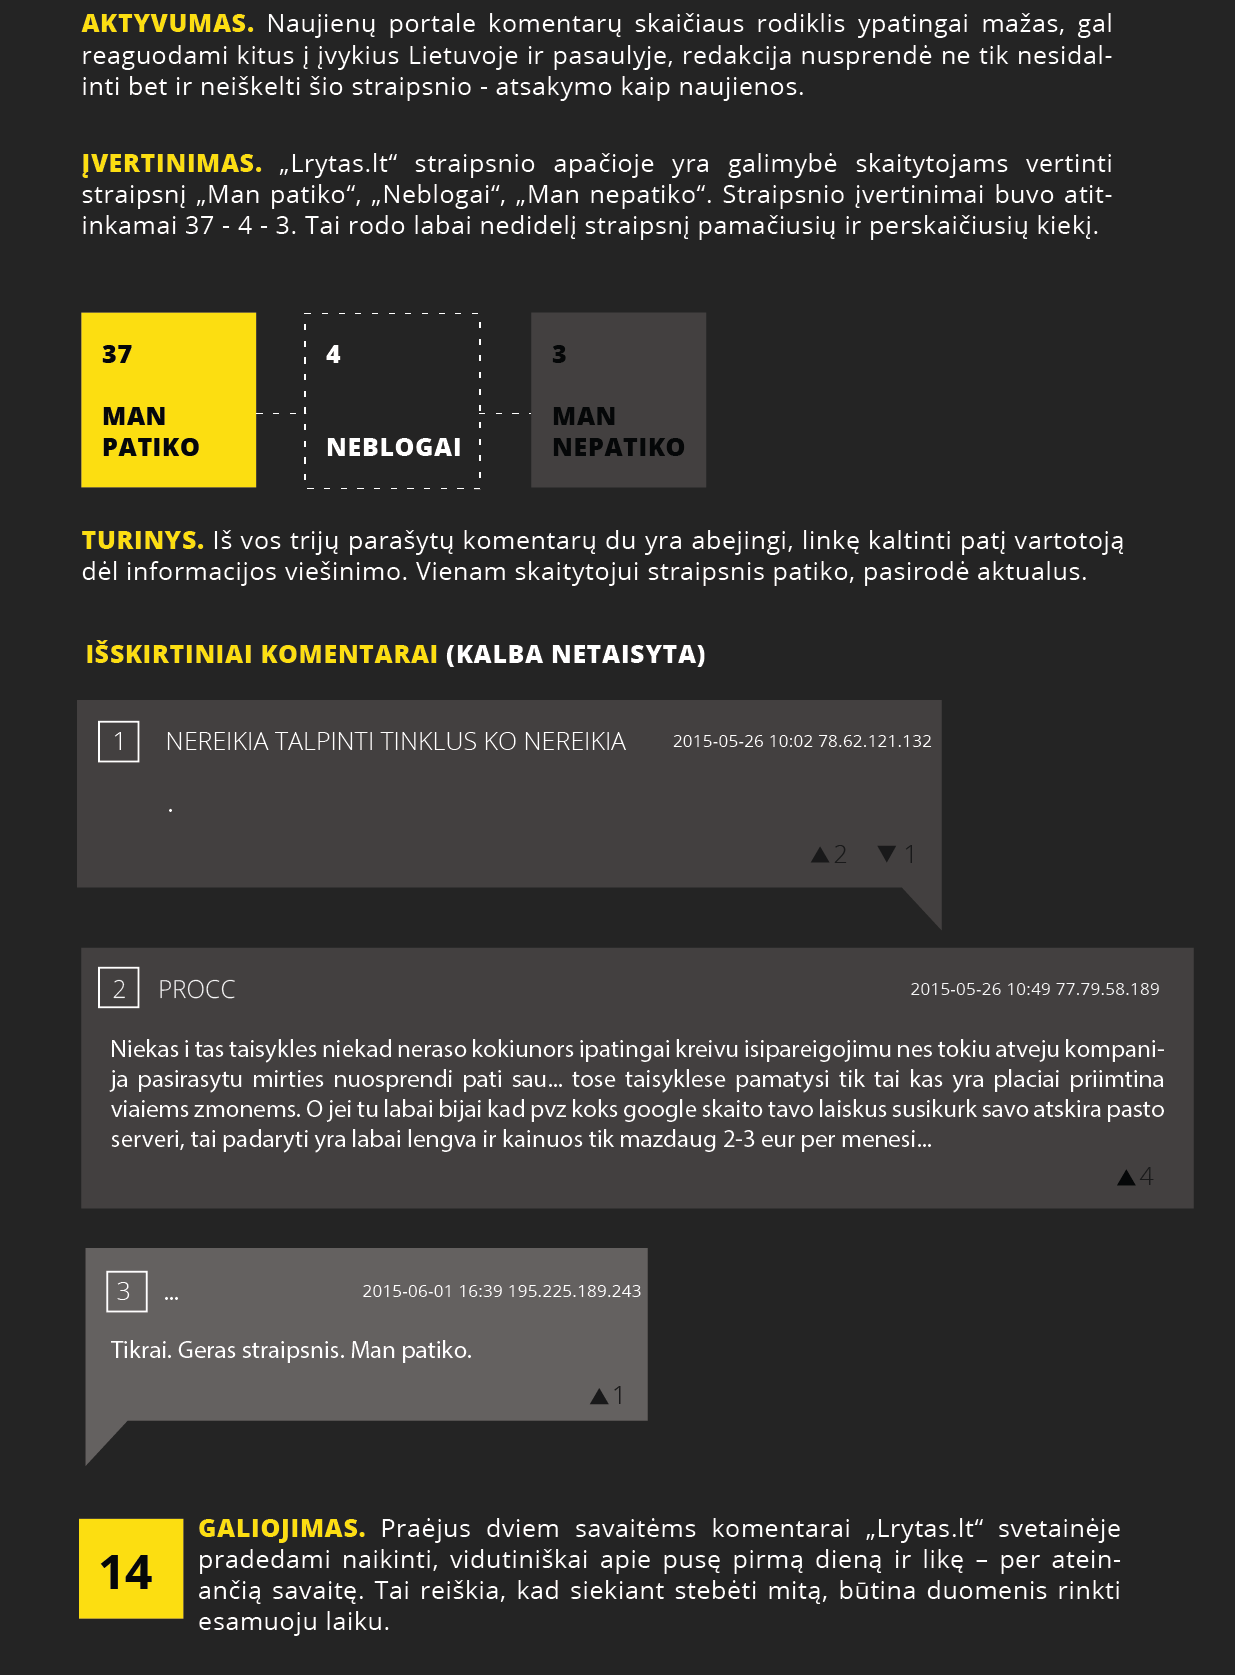 AKTYVUMAS. Naujienų portale komentarų skaičiaus rodiklis ypatingai mažas, gal
reaguodami kitus į įvykius Lietuvoje ir pasaulyje, redakcija nusprendė ne tik nesidal-
inti bet ir neiškelti šio straipsnio - atsakymo kaip naujienos.
ĮVERTINIMAS. „Lrytas.lt“ straipsnio apačioje yra galimybė skaitytojams vertinti
straipsnį „Man patiko“, „Neblogai“, „Man nepatiko“. Straipsnio įvertinimai buvo atit-
inkamai 37 - 4 - 3. Tai rodo labai nedidelį straipsnį pamačiusių ir perskaičiusių kiekį.
37
MAN
PATIKO
4
NEBLOGAI
3
MAN
NEPATIKO
TURINYS. Iš vos trijų parašytų komentarų du yra abejingi, linkę kaltinti patį vartotoją
dėl informacijos viešinimo. Vienam skaitytojui straipsnis patiko, pasirodė aktualus.
IŠSKIRTINIAI KOMENTARAI (KALBA NETAISYTA)
1 NEREIKIA TALPINTI TINKLUS KO NEREIKIA 2015-05-26 10:02 78.62.121.132
.
▲2 ▼1
2 PROCC 2015-05-26 10:49 77.79.58.189
Niekas i tas taisykles niekad neraso kokiunors ipatingai kreivu isipareigojimu nes tokiu atveju kompani-
ja pasirasytu mirties nuosprendi pati sau... tose taisyklese pamatysi tik tai kas yra placiai priimtina
viaiems zmonems. O jei tu labai bijai kad pvz koks google skaito tavo laiskus susikurk savo atskira pasto
serveri, tai padaryti yra labai lengva ir kainuos tik mazdaug 2-3 eur per menesi...
▲4
3 ... 2015-06-01 16:39 195.225.189.243
Tikrai. Geras straipsnis. Man patiko.
▲1
14
GALIOJIMAS. Praėjus dviem savaitėms komentarai „Lrytas.lt“ svetainėje
pradedami naikinti, vidutiniškai apie pusę pirmą dieną ir likę – per atein-
ančią savaitę. Tai reiškia, kad siekiant stebėti mitą, būtina duomenis rinkti
esamuoju laiku.